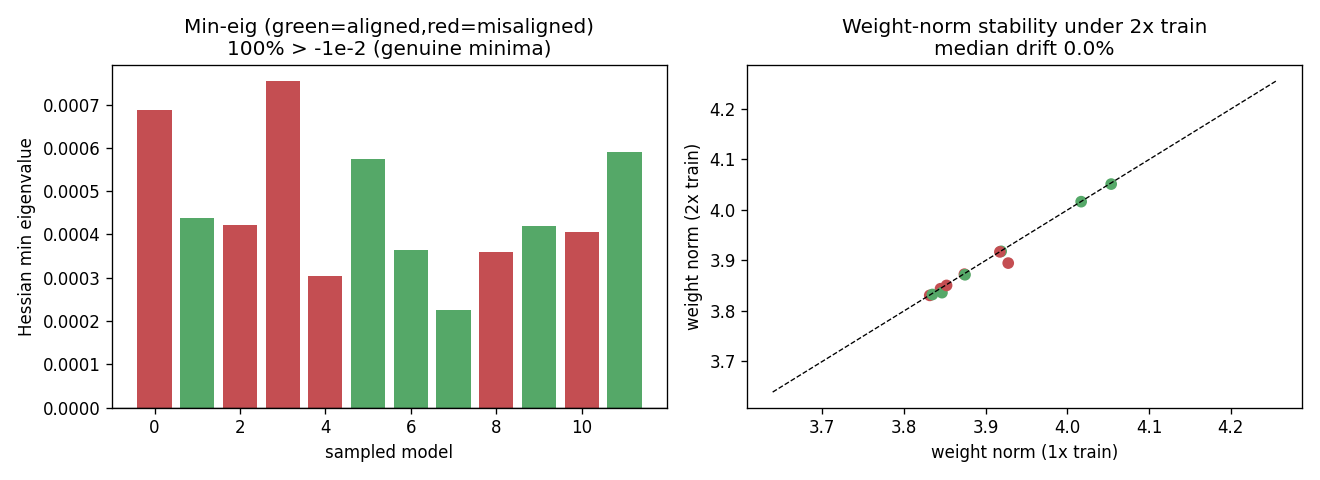 Min-eig (green=aligned,red=misaligned)
100% > -1e-2 (genuine minima)
Hessian min eigenvalue
0.0007
0.0006
0.0005
0.0004
0.0003
0.0002
0.0001
0.0000
0 2 4 6 8 10
sampled model
Weight-norm stability under 2x train
median drift 0.0%
weight norm (2x train)
4.2
4.1
4.0
3.9
3.8
3.7
3.7 3.8 3.9 4.0 4.1 4.2
weight norm (1x train)